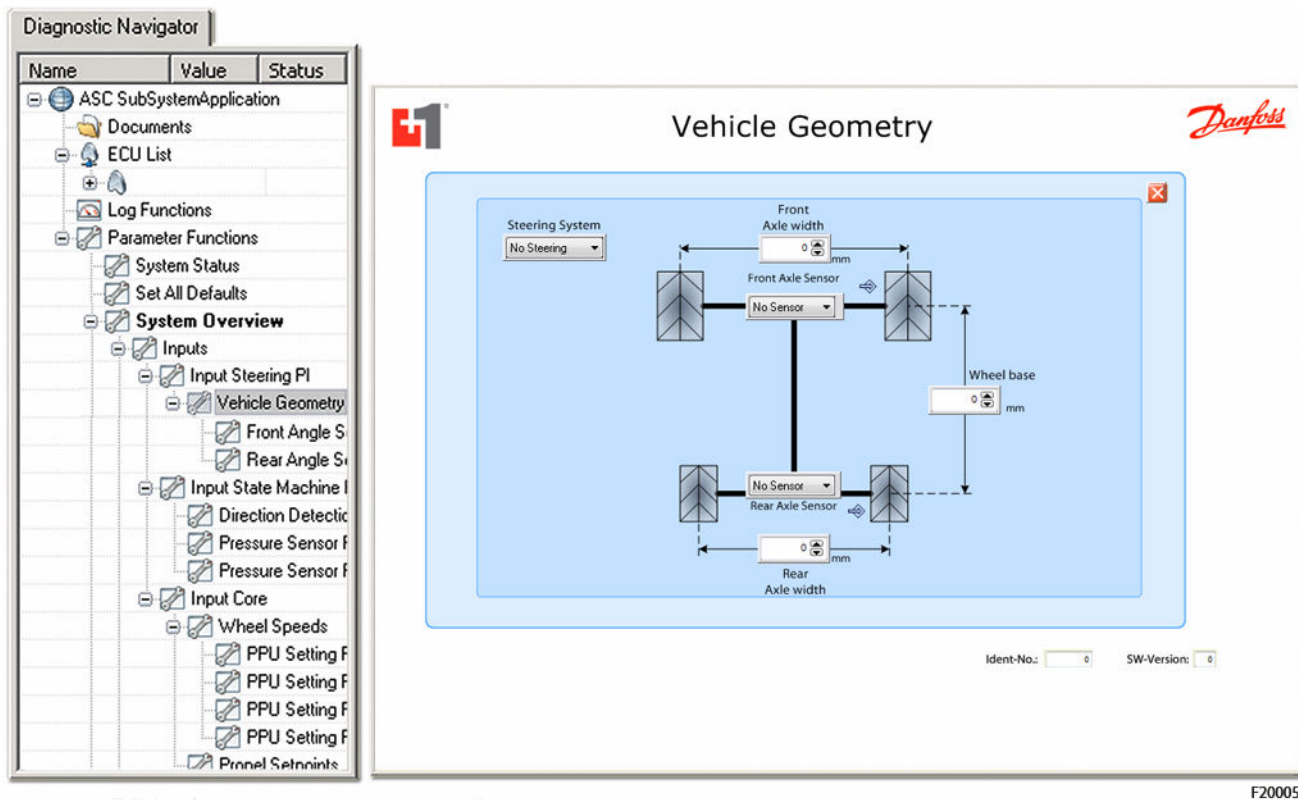 Diagnostic Navigator
Name Value Status
ASC SubSystemApplication
Documents
ECU List
Log Functions
Parameter Functions
System Status
Set All Defaults
System Overview
Inputs
Input Steering PI
Vehicle Geometry
Front Angle S
Rear Angle S
Input State Machine
Direction Detectio
Pressure Sensor F
Pressure Sensor F
Input Core
Wheel Speeds
PPU Setting F
PPU Setting F
PPU Setting F
PPU Setting F
Propel Setpoints
+1
Vehicle Geometry
Danfoss
Steering System
No Steering
Front
Axle width
0
mm
Front Axle Sensor
No Sensor
Wheel base
0
mm
No Sensor
Rear Axle Sensor
0
mm
Rear
Axle width
Ident-No.: 0 SW-Version: 0
F20005